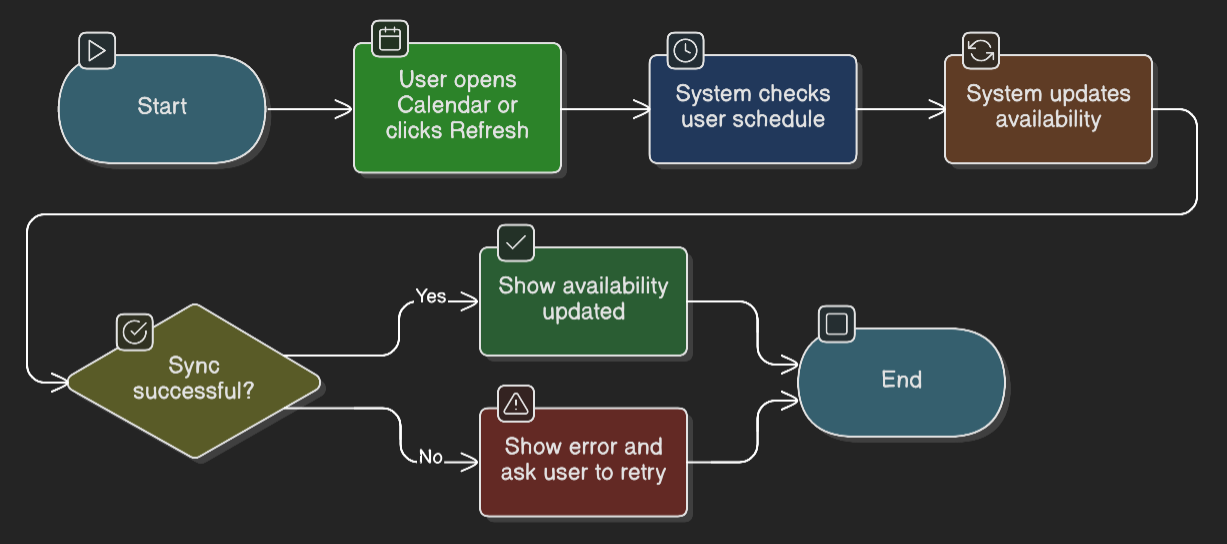 Start
User opens
Calendar or
clicks Refresh
System checks
user schedule
System updates
availability
Sync
successful?
Yes
Show availability
updated
No
Show error and
ask user to retry
End